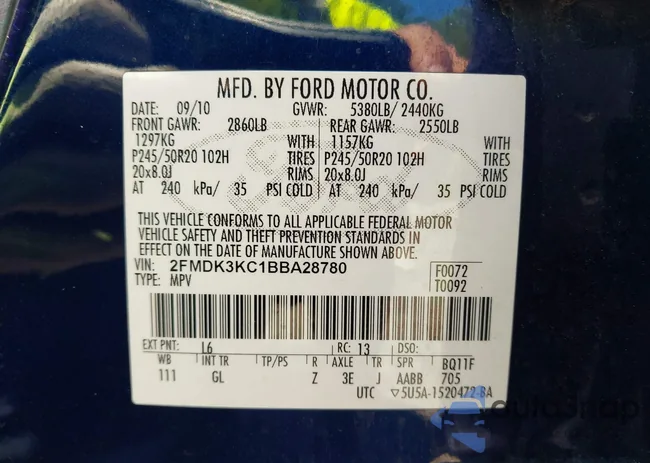 MFD. BY FORD MOTOR CO.
DATE: 09/10 GVWR: 5380LB/ 2440KG
FRONT GAWR: 2860LB REAR GAWR: 2550LB
1297KG WITH 1157KG WITH
P245/50R20 102H TIRES P245/50R20 102H TIRES
20x8.0J RIMS 20x8.0J RIMS
AT 240 kPa/ 35 PSI COLD AT 240 kPa/ 35 PSI COLD
THIS VEHICLE CONFORMS TO ALL APPLICABLE FEDERAL MOTOR
VEHICLE SAFETY AND THEFT PREVENTION STANDARDS IN
EFFECT ON THE DATE OF MANUFACTURE SHOWN ABOVE.
VIN: 2FMDK3KC1BBA28780 F0072
TYPE: MPV T0092
EXT PNT: L6 RC: 13 DSO:
WB INT TR TP/PS R AXLE TR SPR BQ11F
111 GL Z 3E J AABB 705
UTC ▽5U5A-1520472-BA